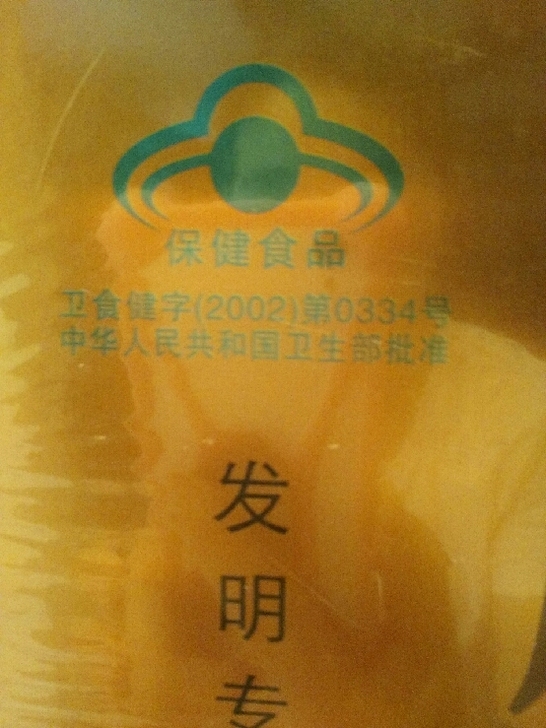 保健食品
卫食健字(2002)第0334号
中华人民共和国卫生部批准
发
明
专